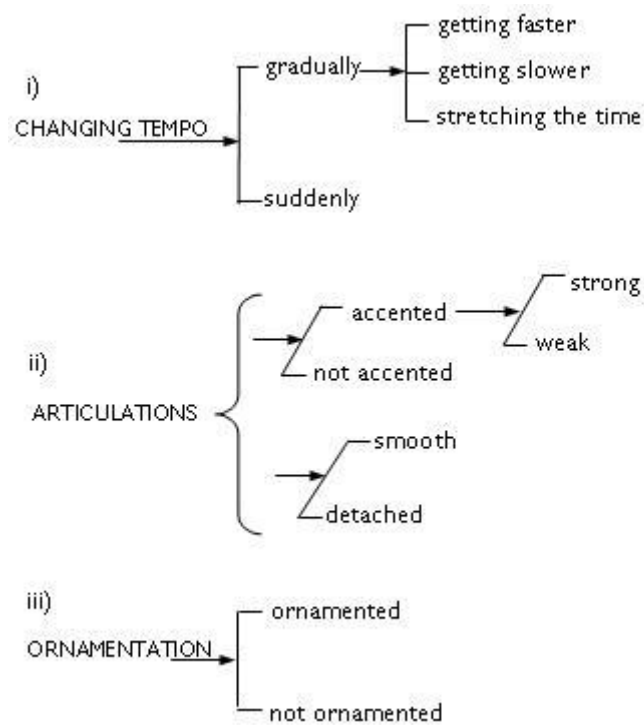 getting faster
gradually
getting slower
i)
CHANGING TEMPO
stretching the time
suddenly
strong
accented
weak
ii)
not accented
ARTICULATIONS
smooth
detached
iii)
ornamented
ORNAMENTATION
not ornamented